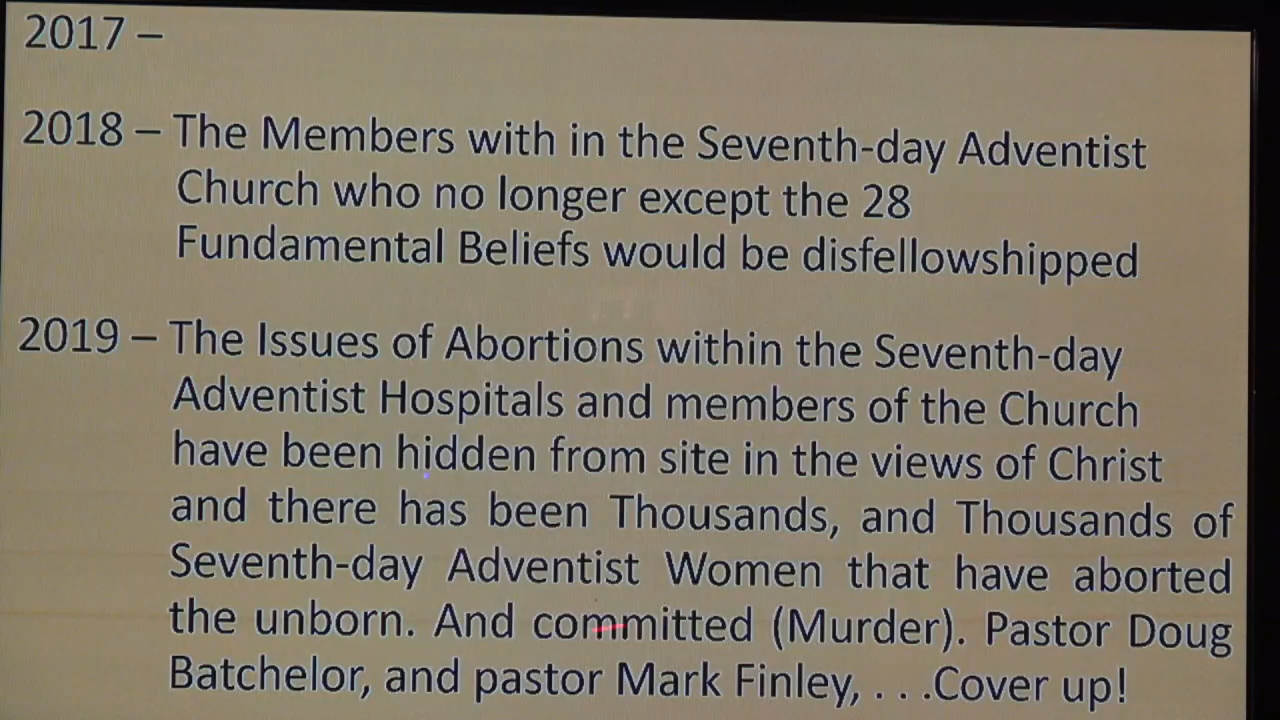 2017 –
2018 – The Members with in the Seventh-day Adventist
Church who no longer except the 28
Fundamental Beliefs would be disfellowshipped
2019 – The Issues of Abortions within the Seventh-day
Adventist Hospitals and members of the Church
have been hidden from site in the views of Christ
and there has been Thousands, and Thousands of
Seventh-day Adventist Women that have aborted
the unborn. And committed (Murder). Pastor Doug
Batchelor, and pastor Mark Finley, . . .Cover up!